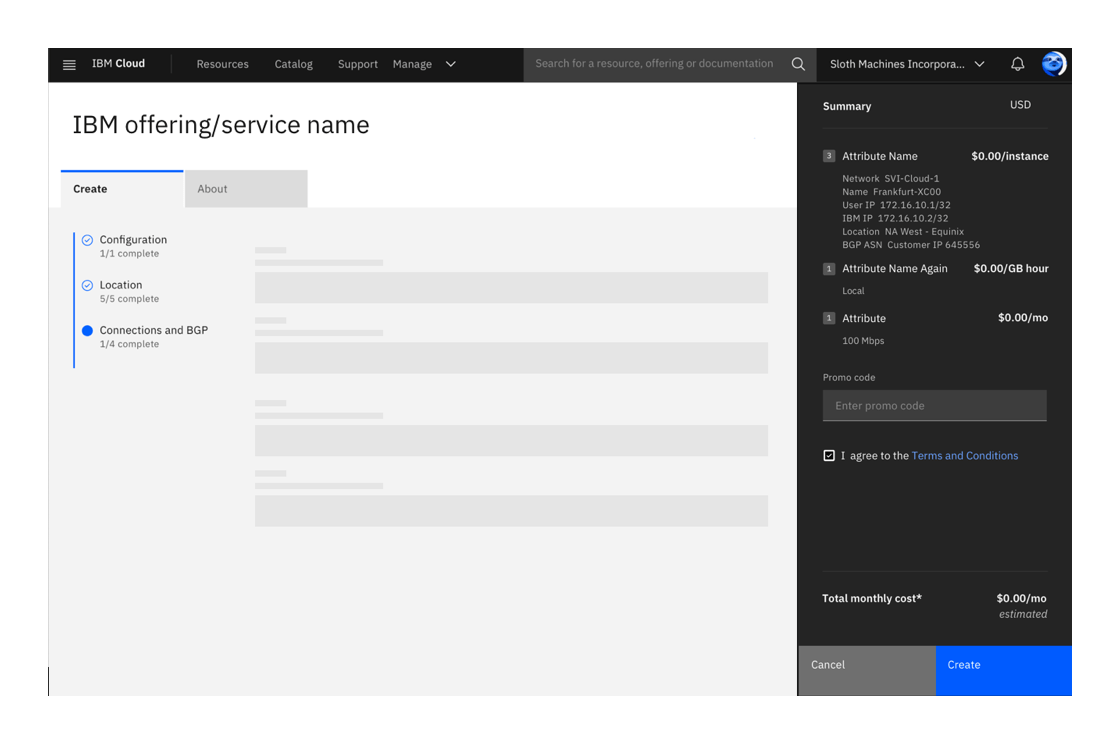 IBM Cloud Resources Catalog Support Manage Search for a resource, offering or documentation Sloth Machines Incorpora...
IBM offering/service name
Create About
Configuration
1/1 complete
Location
5/5 complete
Connections and BGP
1/4 complete
Summary USD
3 Attribute Name $0.00/instance
Network SVI-Cloud-1
Name Frankfurt-XC00
User IP 172.16.10.1/32
IBM IP 172.16.10.2/32
Location NA West - Equinix
BGP ASN Customer IP 645556
1 Attribute Name Again $0.00/GB hour
Local
1 Attribute $0.00/mo
100 Mbps
Promo code
Enter promo code
I agree to the Terms and Conditions
Total monthly cost* $0.00/mo
estimated
Cancel Create